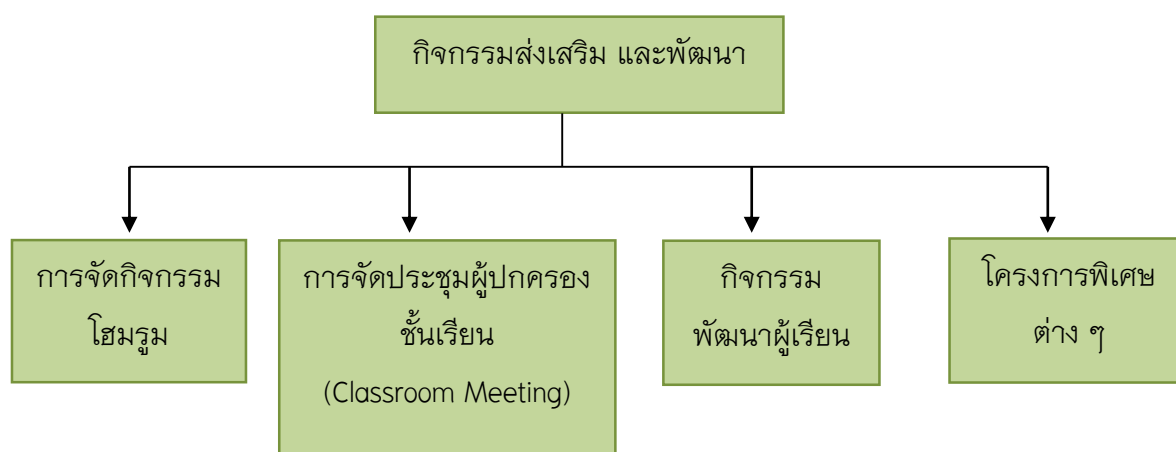 กิจกรรมส่งเสริม และพัฒนา
การจัดกิจกรรม
โฮมรูม
การจัดประชุมผู้ปกครอง
ชั้นเรียน
(Classroom Meeting)
กิจกรรม
พัฒนาผู้เรียน
โครงการพิเศษ
ต่าง ๆ